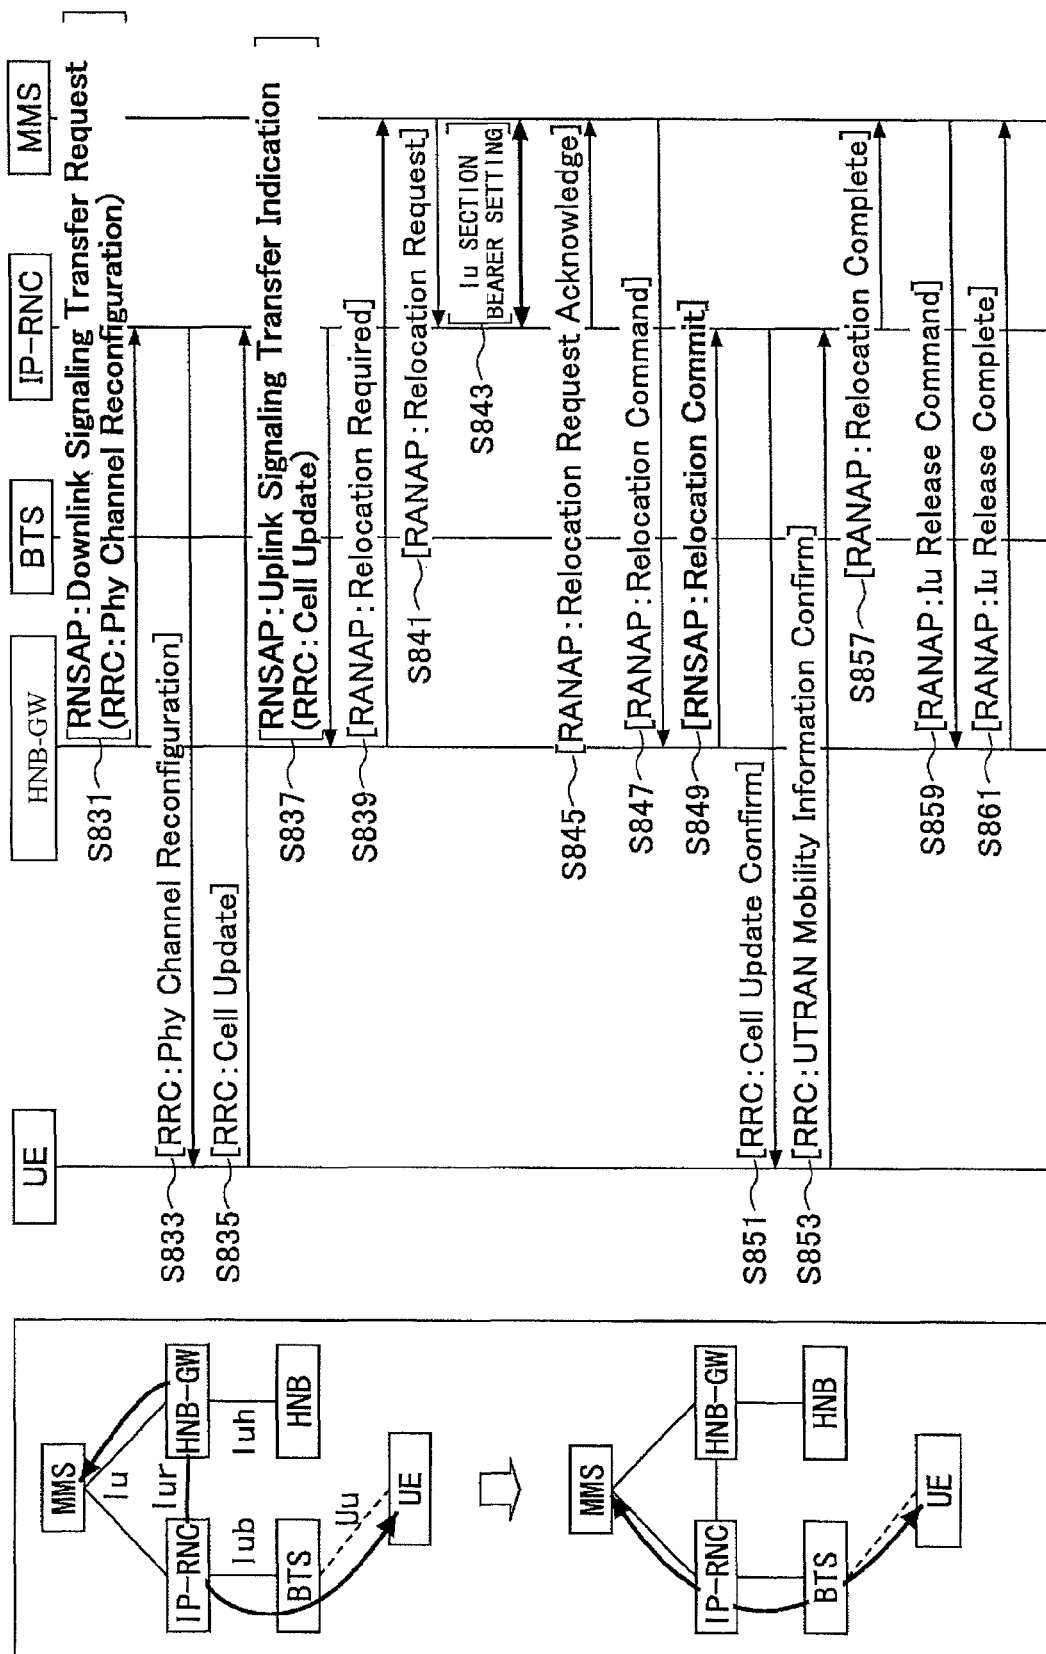 MMS
Iu
Iur
IP-RNC
HNB-GW
Iub
Iuh
BTS
HNB
Uu
UE
MMS
IP-RNC
HNB-GW
BTS
HNB
UE
UE
HNB-GW
BTS
IP-RNC
MMS
S831
[RNSAP:Downlink Signaling Transfer Request]
(RRC:Phy Channel Reconfiguration)
S833
[RRC:Phy Channel Reconfiguration]
S835
[RRC:Cell Update]
S837
[RNSAP:Uplink Signaling Transfer Indication]
(RRC:Cell Update)
S839
[RANAP:Relocation Required]
S841
[RANAP:Relocation Request]
S843
[Iu SECTION
BEARER SETTING]
S845
[RANAP:Relocation Request Acknowledge]
S847
[RANAP:Relocation Command]
S849
[RNSAP:Relocation Commit]
S851
[RRC:Cell Update Confirm]
S853
[RRC:UTRAN Mobility Information Confirm]
S857
[RANAP:Relocation Complete]
S859
[RANAP:Iu Release Command]
S861
[RANAP:Iu Release Complete]